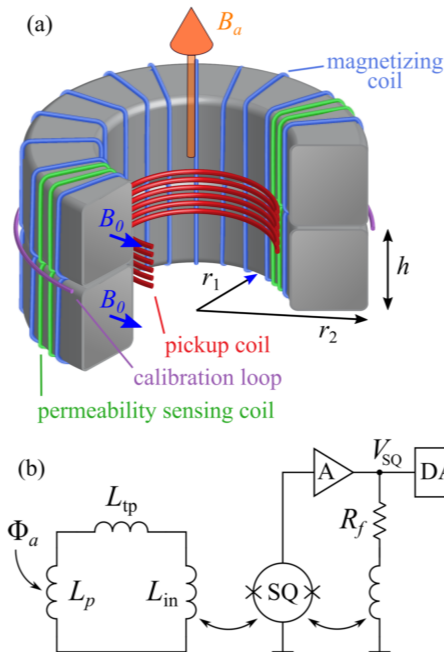 (a)
B_a
magnetizing
coil
B_0
B_0
r_1
h
r_2
pickup coil
calibration loop
permeability sensing coil
(b)
V_SQ
A
DA
L_tp
R_f
Φ_a
L_p
L_in
SQ